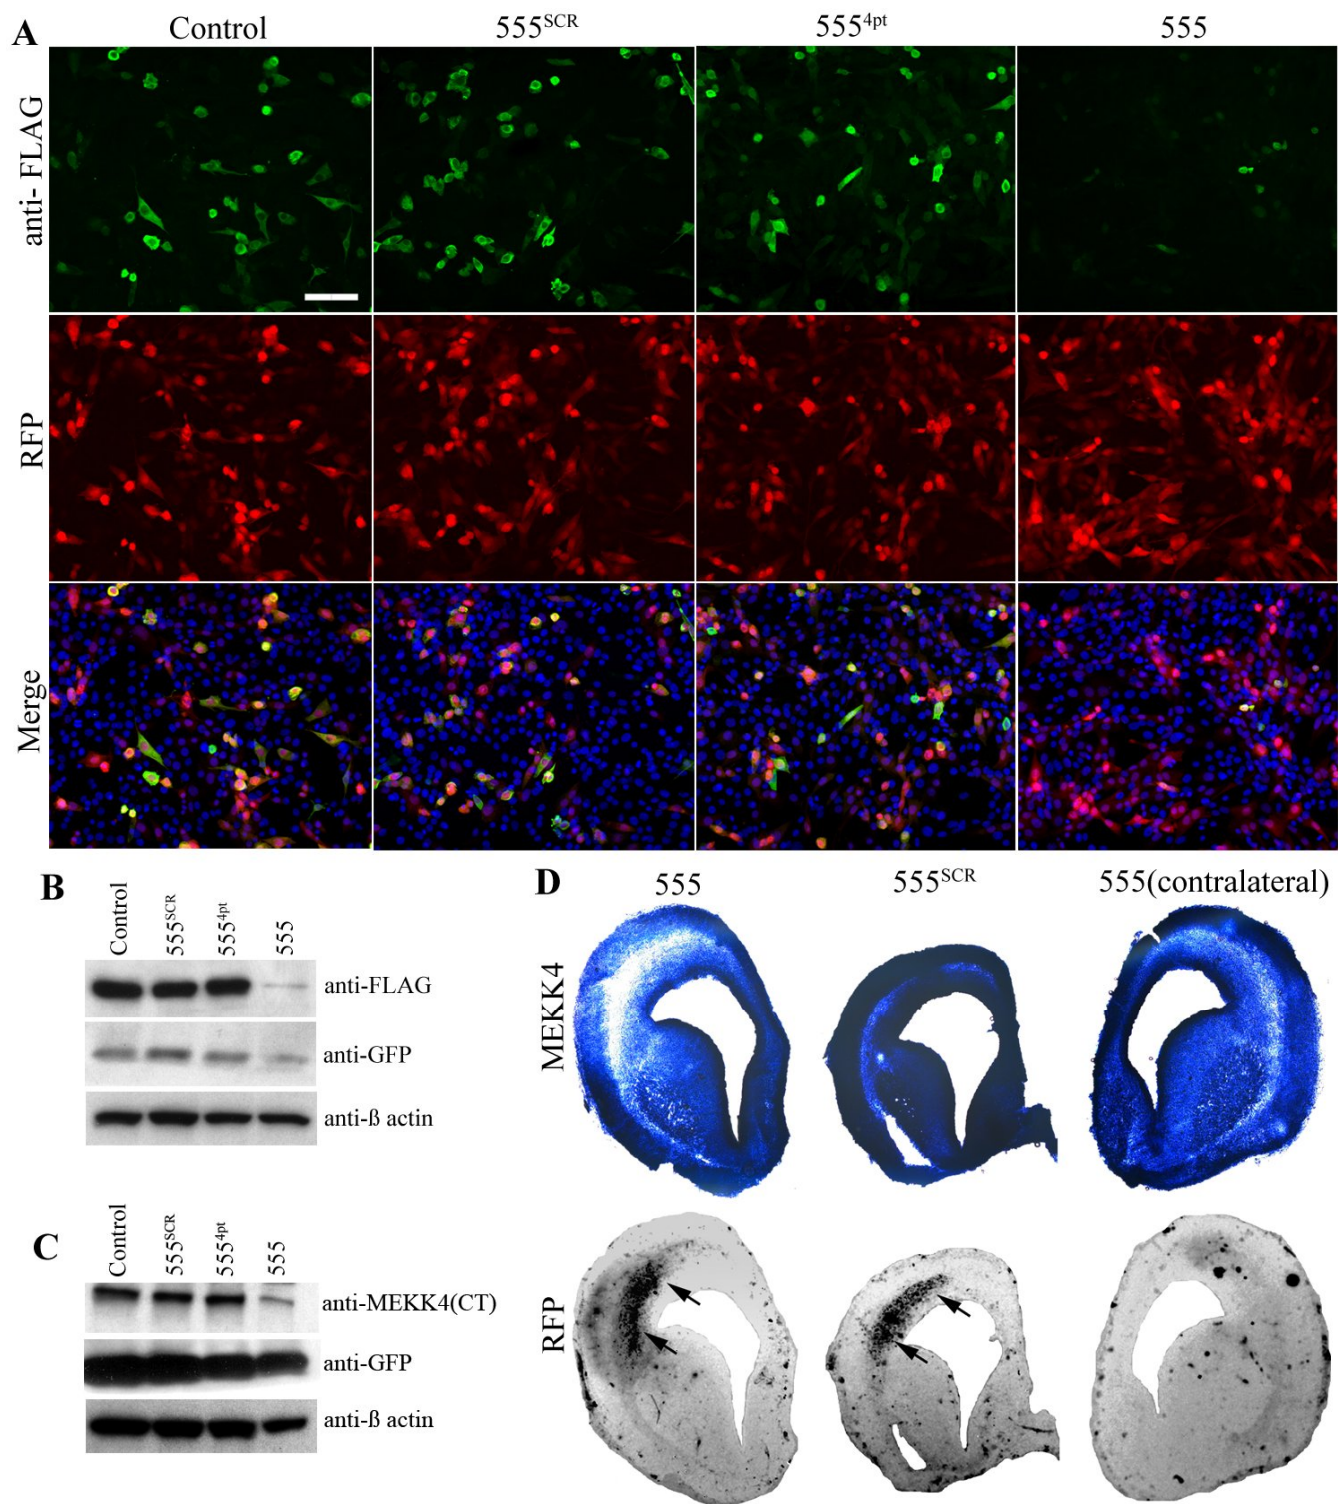 A
Control
555SCR
5554pt
555
anti- FLAG
RFP
Merge
B
Control
555SCR
5554pt
555
anti-FLAG
anti-GFP
anti-ß actin
C
Control
555SCR
5554pt
555
anti-MEKK4(CT)
anti-GFP
anti-ß actin
D
555
555SCR
555(contralateral)
MEKK4
RFP